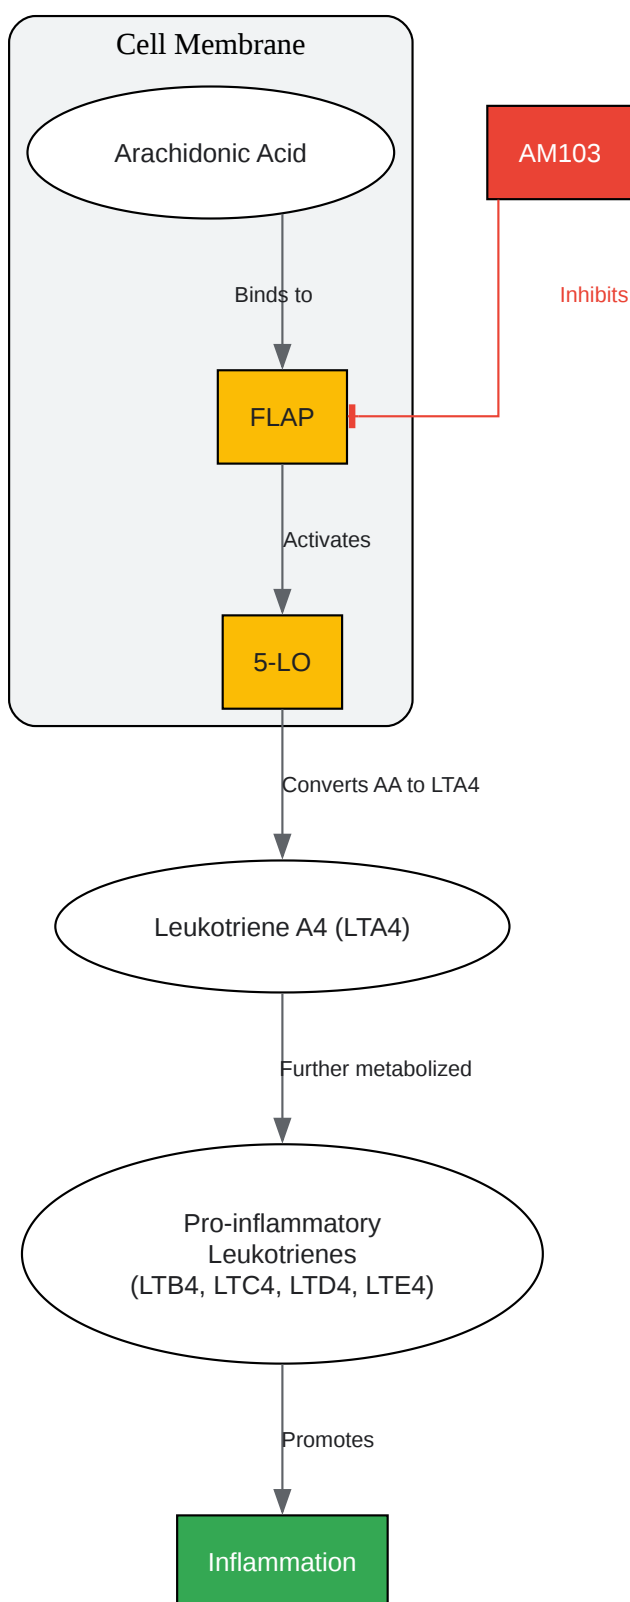 Cell Membrane
Arachidonic Acid
AM103
Binds to
Inhibits
FLAP
Activates
5-LO
Converts AA to LTA4
Leukotriene A4 (LTA4)
Further metabolized
Pro-inflammatory
Leukotrienes
(LTB4, LTC4, LTD4, LTE4)
Promotes
Inflammation